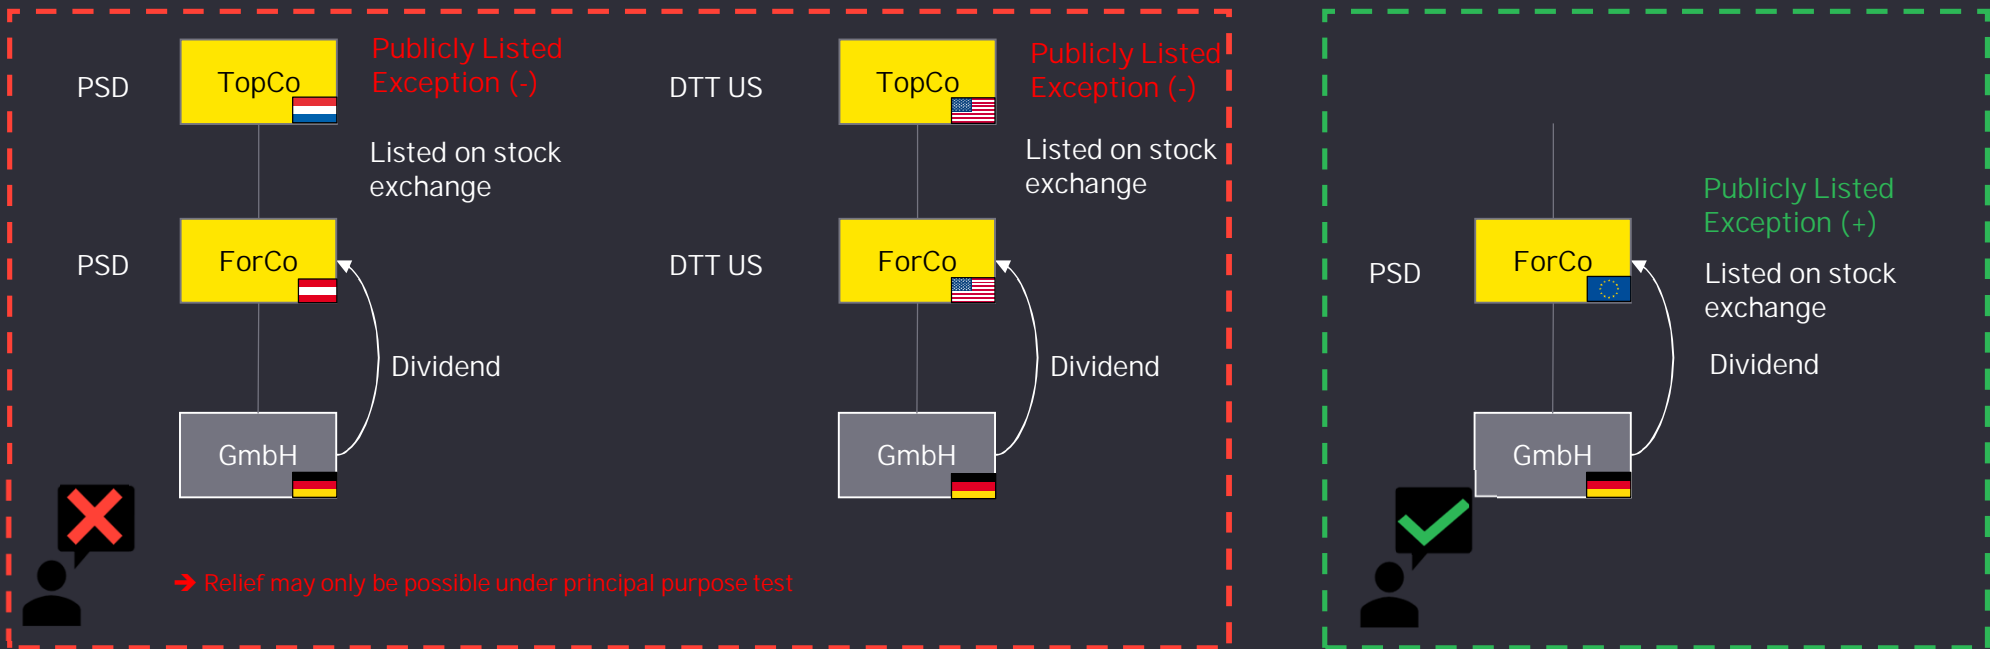 PSD
TopCo
Publicly Listed
Exception (-)
Listed on stock
exchange
PSD
ForCo
Dividend
GmbH
DTT US
TopCo
Publicly Listed
Exception (-)
Listed on stock
exchange
DTT US
ForCo
Dividend
GmbH
➔ Relief may only be possible under principal purpose test
Publicly Listed
Exception (+)
PSD
ForCo
Listed on stock
exchange
Dividend
GmbH